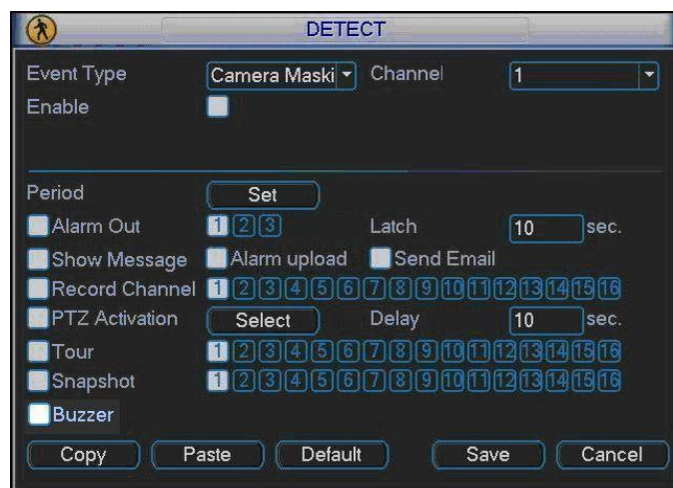 DETECT
Event Type Camera Maski Channel 1
Enable
Period Set
Alarm Out 1 2 3 Latch 10 sec.
Show Message Alarm upload Send Email
Record Channel 1 2 3 4 5 6 7 8 9 10 11 12 13 14 15 16
PTZ Activation Select Delay 10 sec.
Tour 1 2 3 4 5 6 7 8 9 10 11 12 13 14 15 16
Snapshot 1 2 3 4 5 6 7 8 9 10 11 12 13 14 15 16
Buzzer
Copy Paste Default Save Cancel